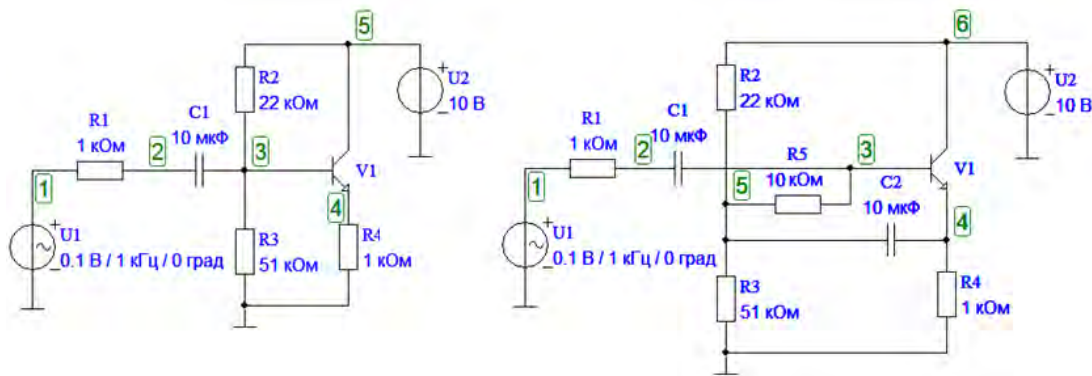 5
R2
22 кОм
U2
10 В
C1
10 мкФ
R1
1 кОм
2
3
V1
1
4
U1
0.1 В / 1 кГц / 0 град
R3
51 кОм
R4
1 кОм
6
R2
22 кОм
U2
10 В
C1
10 мкФ
R1
1 кОм
2
R5
10 кОм
3
V1
1
5
C2
10 мкФ
4
U1
0.1 В / 1 кГц / 0 град
R3
51 кОм
R4
1 кОм